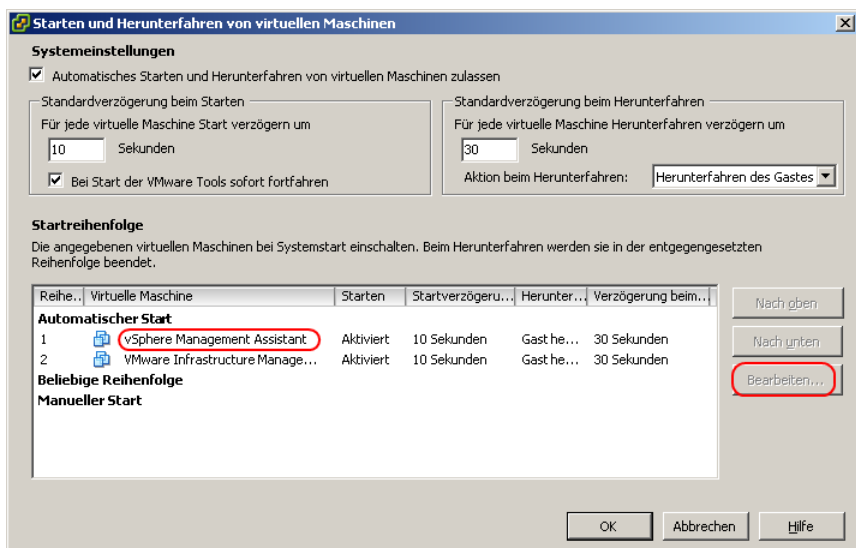 Starten und Herunterfahren von virtuellen Maschinen
Systemeinstellungen
Automatisches Starten und Herunterfahren von virtuellen Maschinen zulassen
Standardverzögerung beim Starten
Für jede virtuelle Maschine Start verzögern um
10 Sekunden
Bei Start der VMware Tools sofort fortfahren
Standardverzögerung beim Herunterfahren
Für jede virtuelle Maschine Herunterfahren verzögern um
30 Sekunden
Aktion beim Herunterfahren: Herunterfahren des Gastes
Startreihenfolge
Die angegebenen virtuellen Maschinen bei Systemstart einschalten. Beim Herunterfahren werden sie in der entgegengesetzten
Reihenfolge beendet.
Reihe.. Virtuelle Maschine Starten Startverzögeru... Herunter... Verzögerung beim...
Automatischer Start
1 vSphere Management Assistant Aktiviert 10 Sekunden Gast he... 30 Sekunden
2 VMware Infrastructure Manage... Aktiviert 10 Sekunden Gast he... 30 Sekunden
Beliebige Reihenfolge
Manueller Start
Nach oben
Nach unten
Bearbeiten...
OK Abbrechen Hilfe